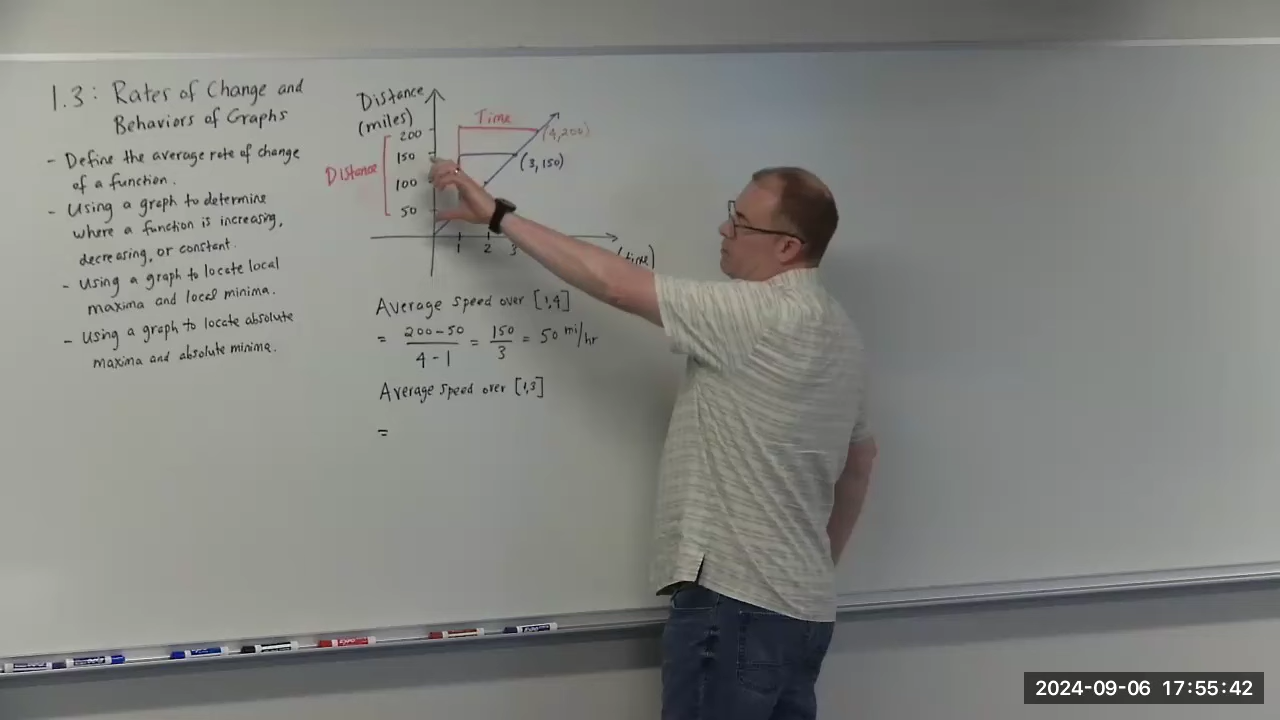 1.3: Rates of Change and
Behaviors of Graphs
- Define the average rate of change
of a function.
- Using a graph to determine
where a function is increasing,
decreasing, or constant.
- Using a graph to locate local
maxima and local minima.
- Using a graph to locate absolute
maxima and absolute minima.
Distance
(miles)
200
150
100
50
Distance
Time
(4,200)
(3,150)
1 2 3
(time)
Average speed over [1,4]
= 200-50 / 4-1 = 150/3 = 50 mi/hr
Average speed over [1,3]
=
EXPO
2024-09-06 17:55:42